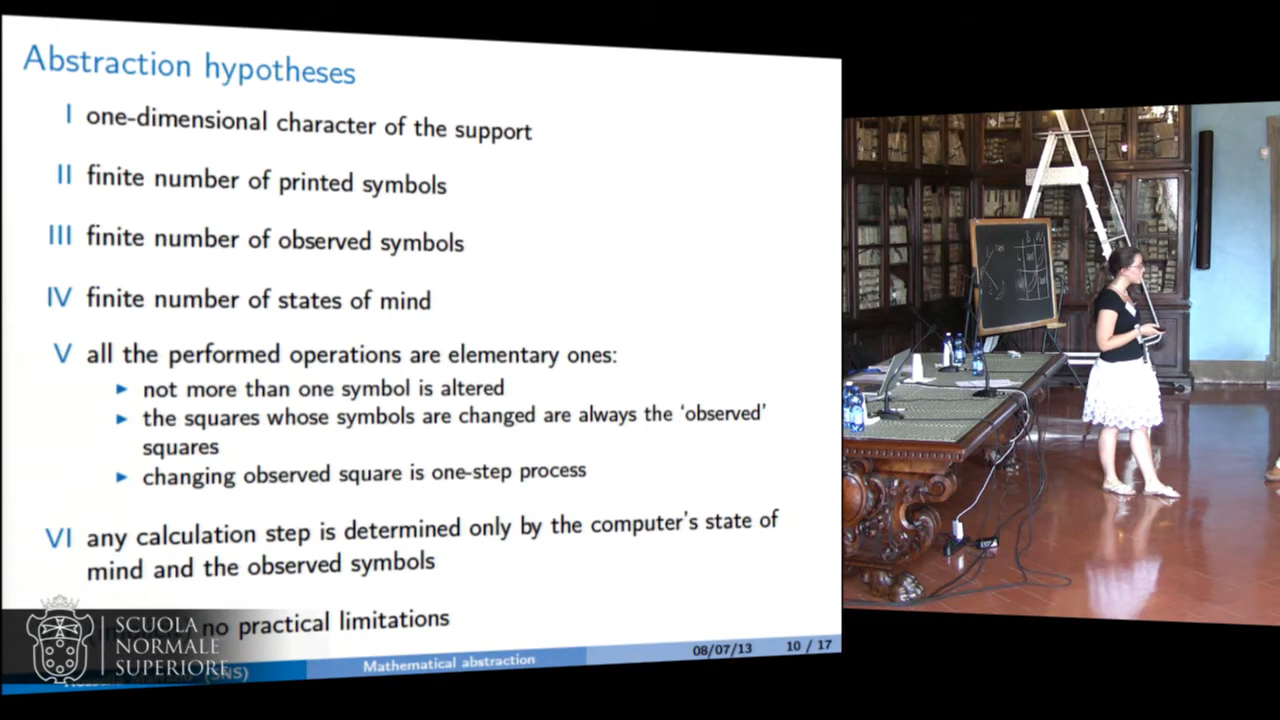 Abstraction hypotheses
I one-dimensional character of the support
II finite number of printed symbols
III finite number of observed symbols
IV finite number of states of mind
V all the performed operations are elementary ones:
not more than one symbol is altered
the squares whose symbols are changed are always the ‘observed’
squares
changing observed square is one-step process
VI any calculation step is determined only by the computer's state of
mind and the observed symbols
no practical limitations
SCUOLA
NORMALE
SUPERIORE
(SNS)
Mathematical abstraction
08/07/13
10 / 17